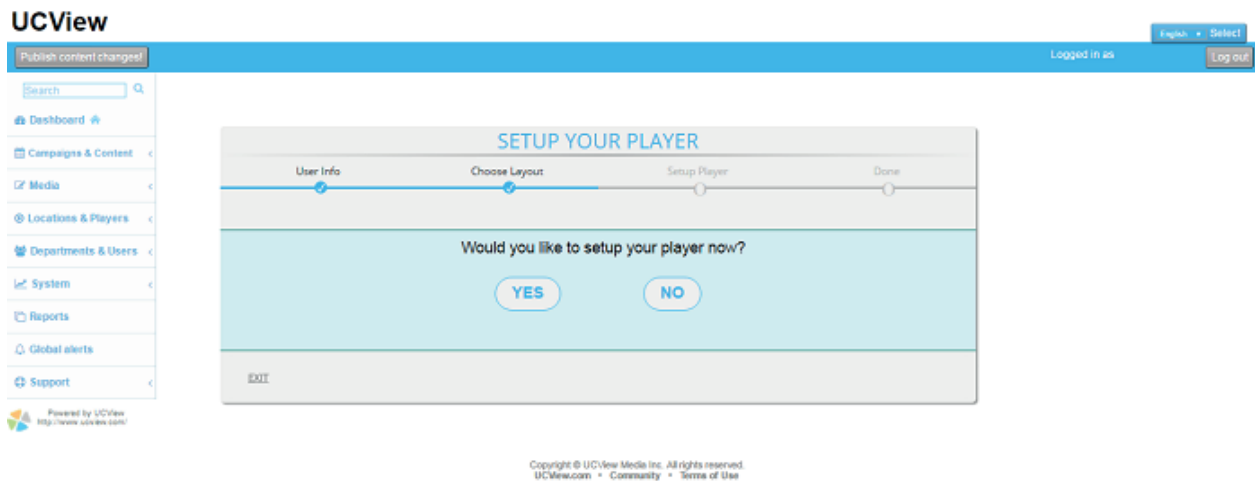 UCView
English Select
Publish content changes!
Logged in as
Log out
Search
Dashboard
Campaigns & Content
Media
Locations & Players
Departments & Users
System
Reports
Global alerts
Support
Powered by UCView
http://www.ucview.com/
SETUP YOUR PLAYER
User Info
Choose Layout
Setup Player
Done
Would you like to setup your player now?
YES
NO
EXIT
Copyright © UCView Media Inc. All rights reserved.
UCView.com • Community • Terms of Use